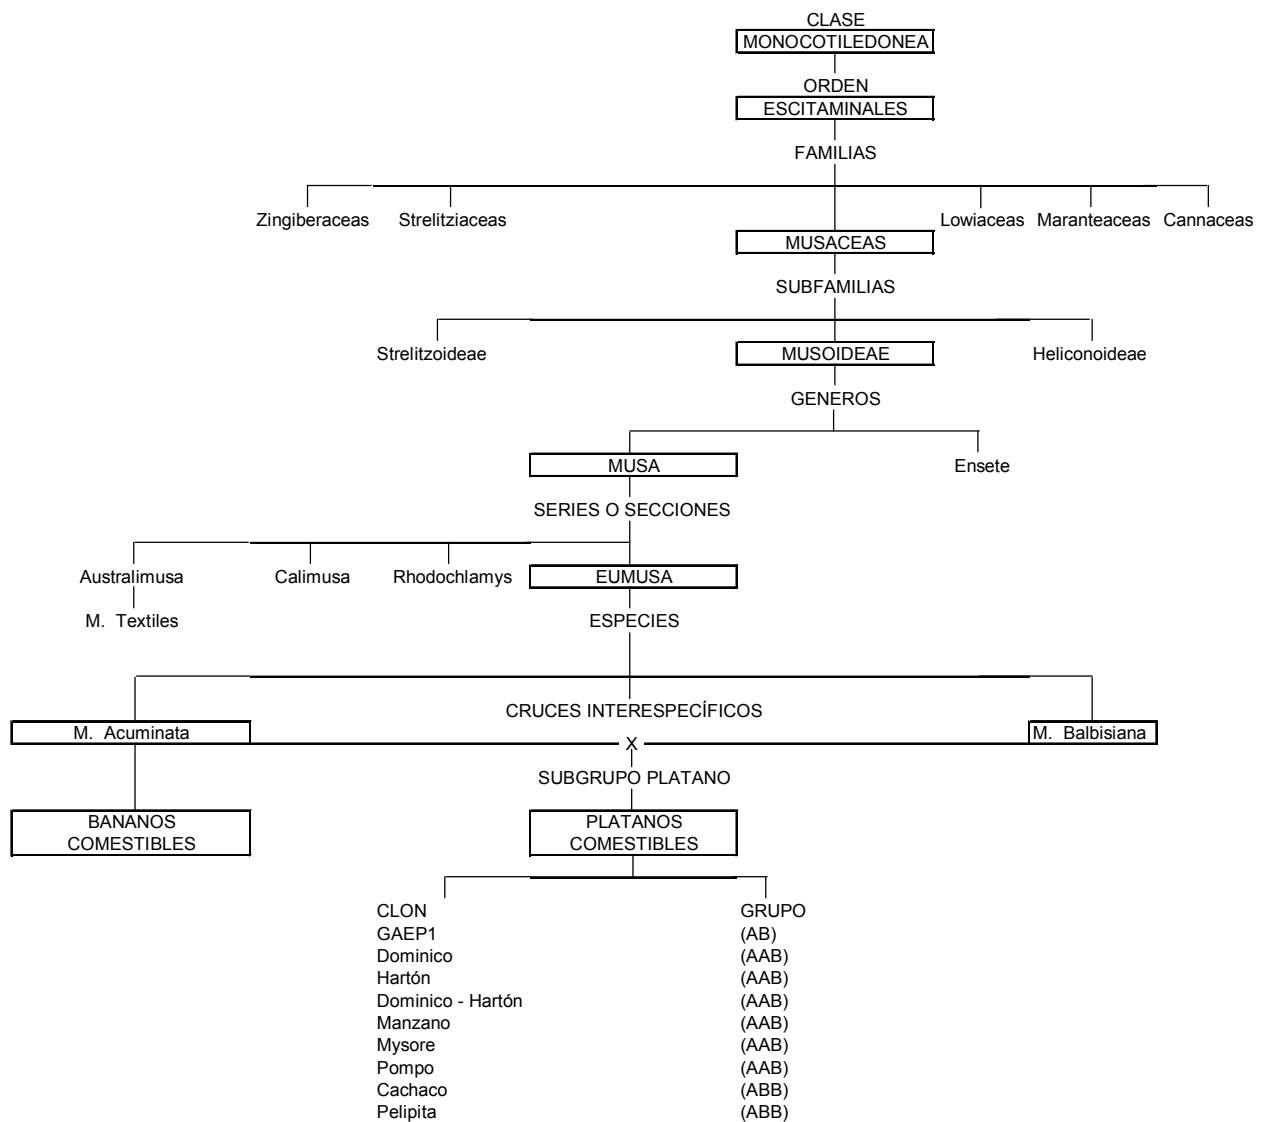 CLASE
MONOCOTILEDONEA
ORDEN
ESCITAMINALES
FAMILIAS
Zingiberaceas Strelitziaceas Lowiaceas Maranteaceas Cannaceas
MUSACEAS
SUBFAMILIAS
Strelitzoideae MUSOIDEAE Heliconoideae
GENEROS
MUSA Ensete
SERIES O SECCIONES
Australimusa Calimusa Rhodochlamys EUMUSA
M. Textiles ESPECIES
CRUCES INTERESPECÍFICOS
M. Acuminata M. Balbisiana
X
SUBGRUPO PLATANO
BANANOS PLATANOS
COMESTIBLES COMESTIBLES
CLON GRUPO
GAEP1 (AB)
Dominico (AAB)
Hartón (AAB)
Dominico - Hartón (AAB)
Manzano (AAB)
Mysore (AAB)
Pompo (AAB)
Cachaco (ABB)
Pelipita (ABB)